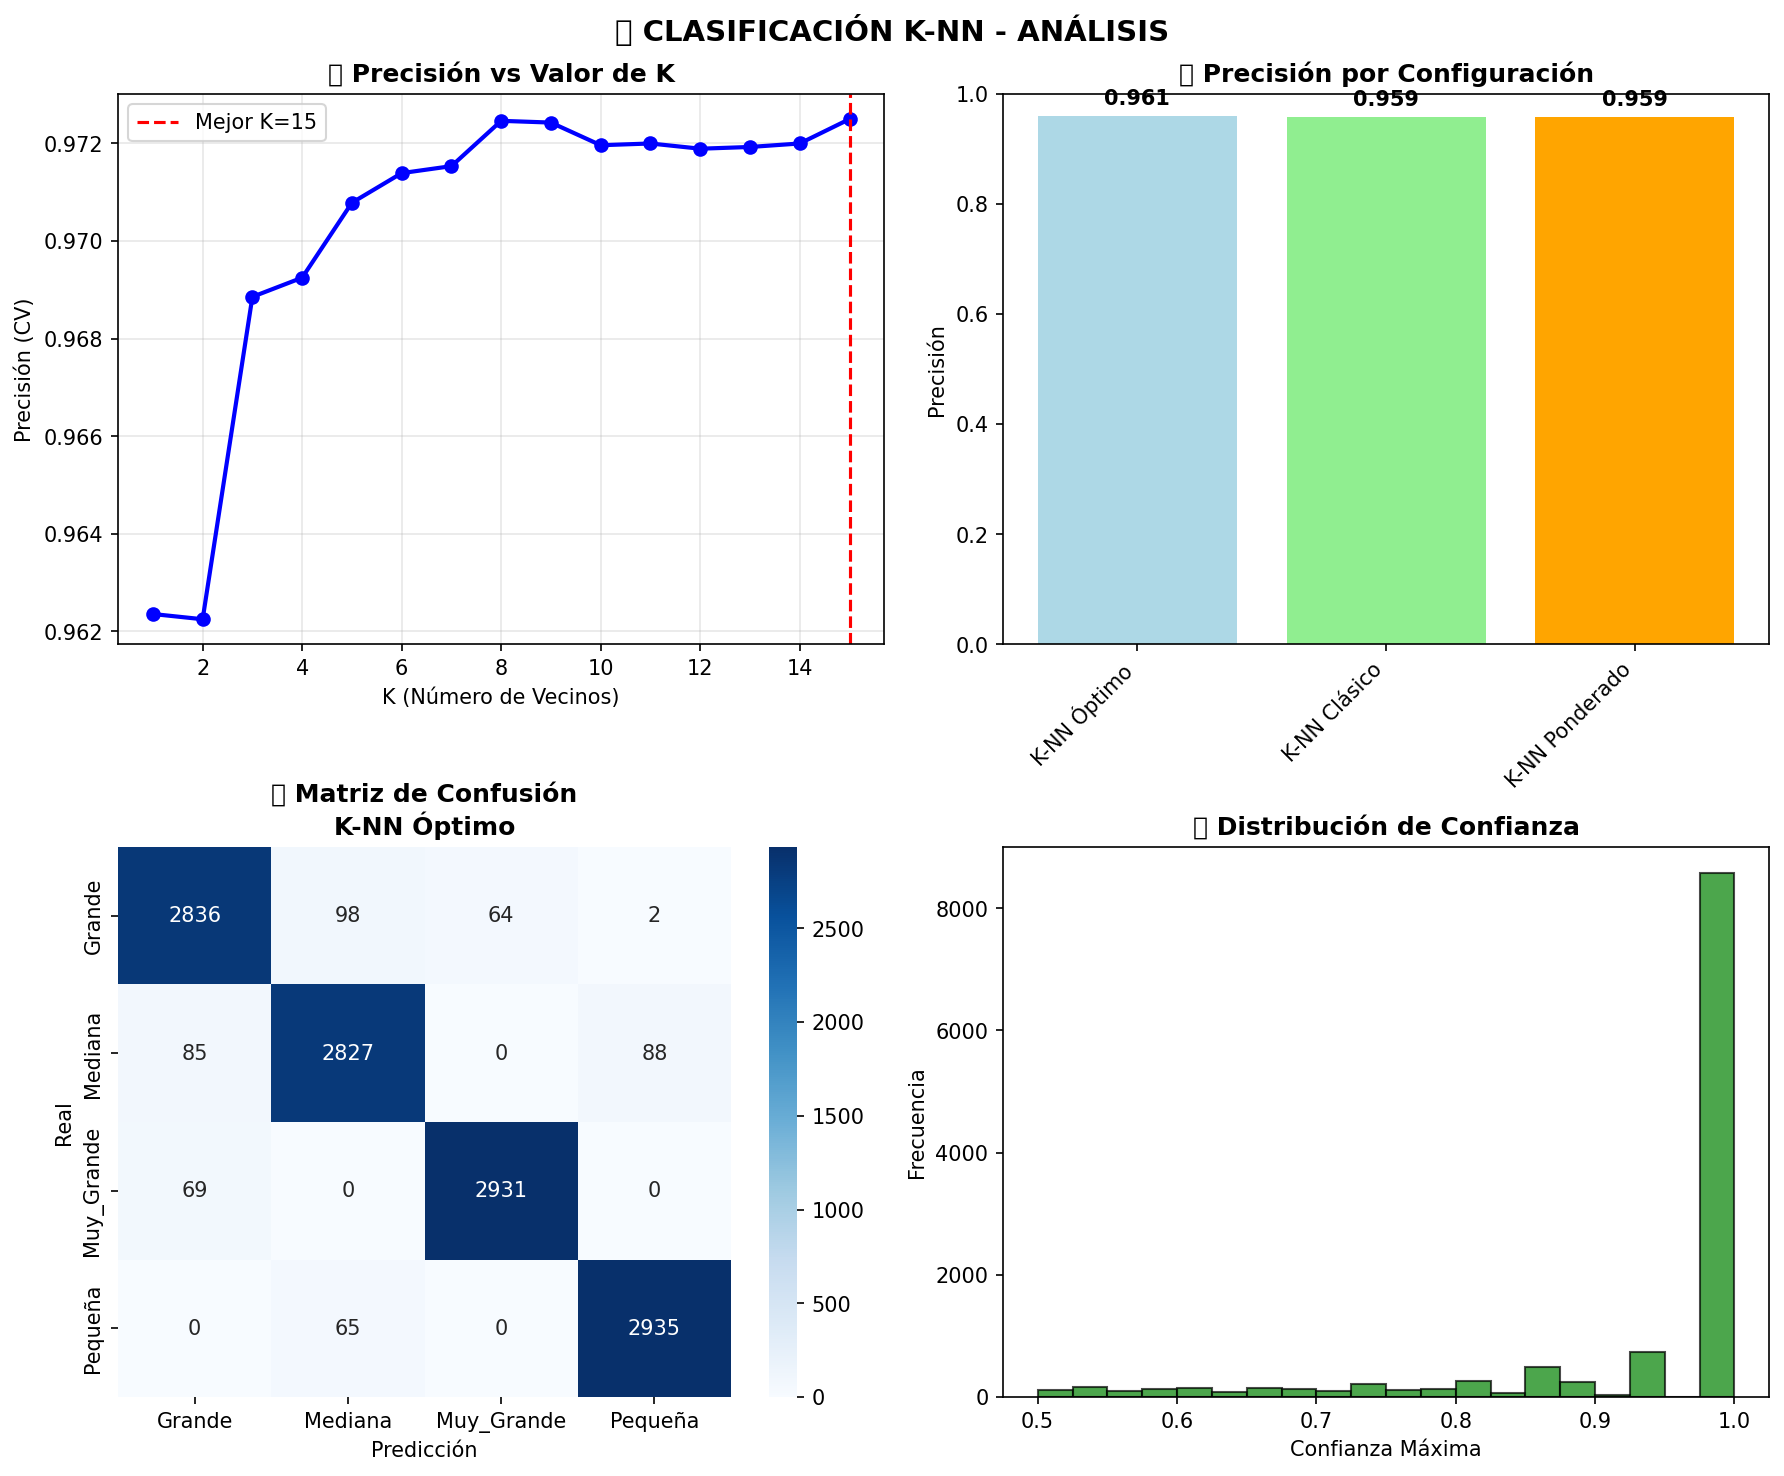 ▯ CLASIFICACIÓN K-NN - ANÁLISIS
▯ Precisión vs Valor de K
Mejor K=15
0.972
0.970
0.968
0.966
0.964
0.962
Precisión (CV)
2 4 6 8 10 12 14
K (Número de Vecinos)
▯ Precisión por Configuración
0.961 0.959 0.959
1.0
0.8
0.6
0.4
0.2
0.0
Precisión
K-NN Óptimo
K-NN Clásico
K-NN Ponderado
▯ Matriz de Confusión
K-NN Óptimo
Real
Grande 2836 98 64 2
Mediana 85 2827 0 88
Muy_Grande 69 0 2931 0
Pequeña 0 65 0 2935
Grande Mediana Muy_Grande Pequeña
Predicción
2500
2000
1500
1000
500
0
▯ Distribución de Confianza
8000
6000
4000
2000
0
Frecuencia
0.5 0.6 0.7 0.8 0.9 1.0
Confianza Máxima